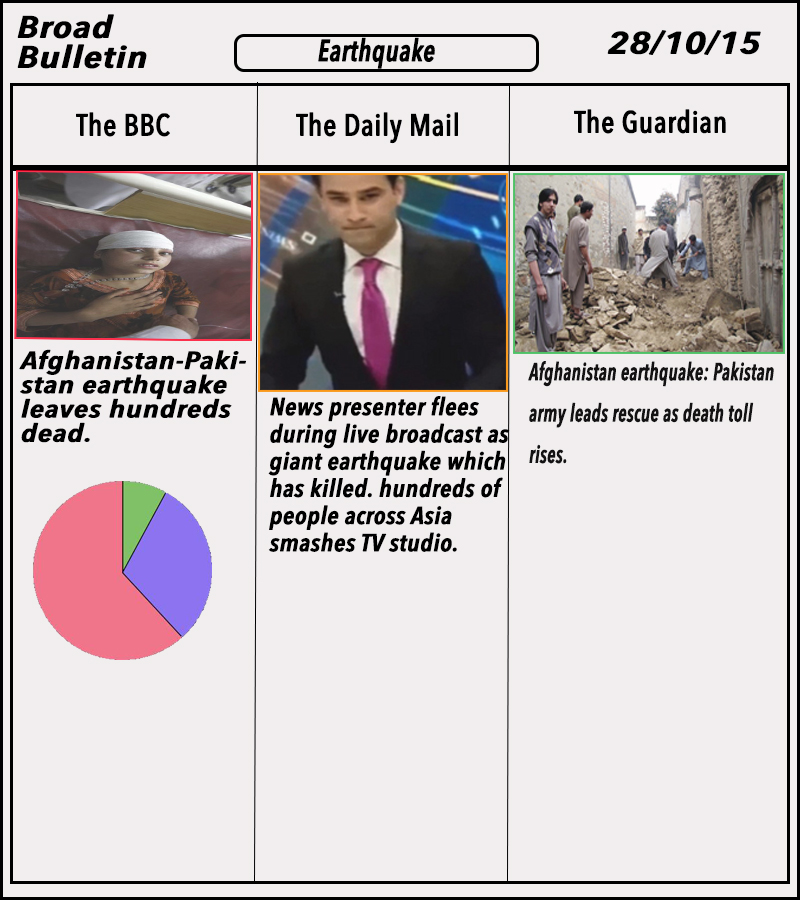 Broad
Bulletin
Earthquake
28/10/15
The BBC
The Daily Mail
The Guardian
Afghanistan-Paki-
stan earthquake
leaves hundreds
dead.
News presenter flees
during live broadcast as
giant earthquake which
has killed. hundreds of
people across Asia
smashes TV studio.
Afghanistan earthquake: Pakistan
army leads rescue as death toll
rises.